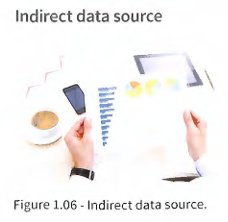 Indirect data source
Figure 1.06 - Indirect data source.